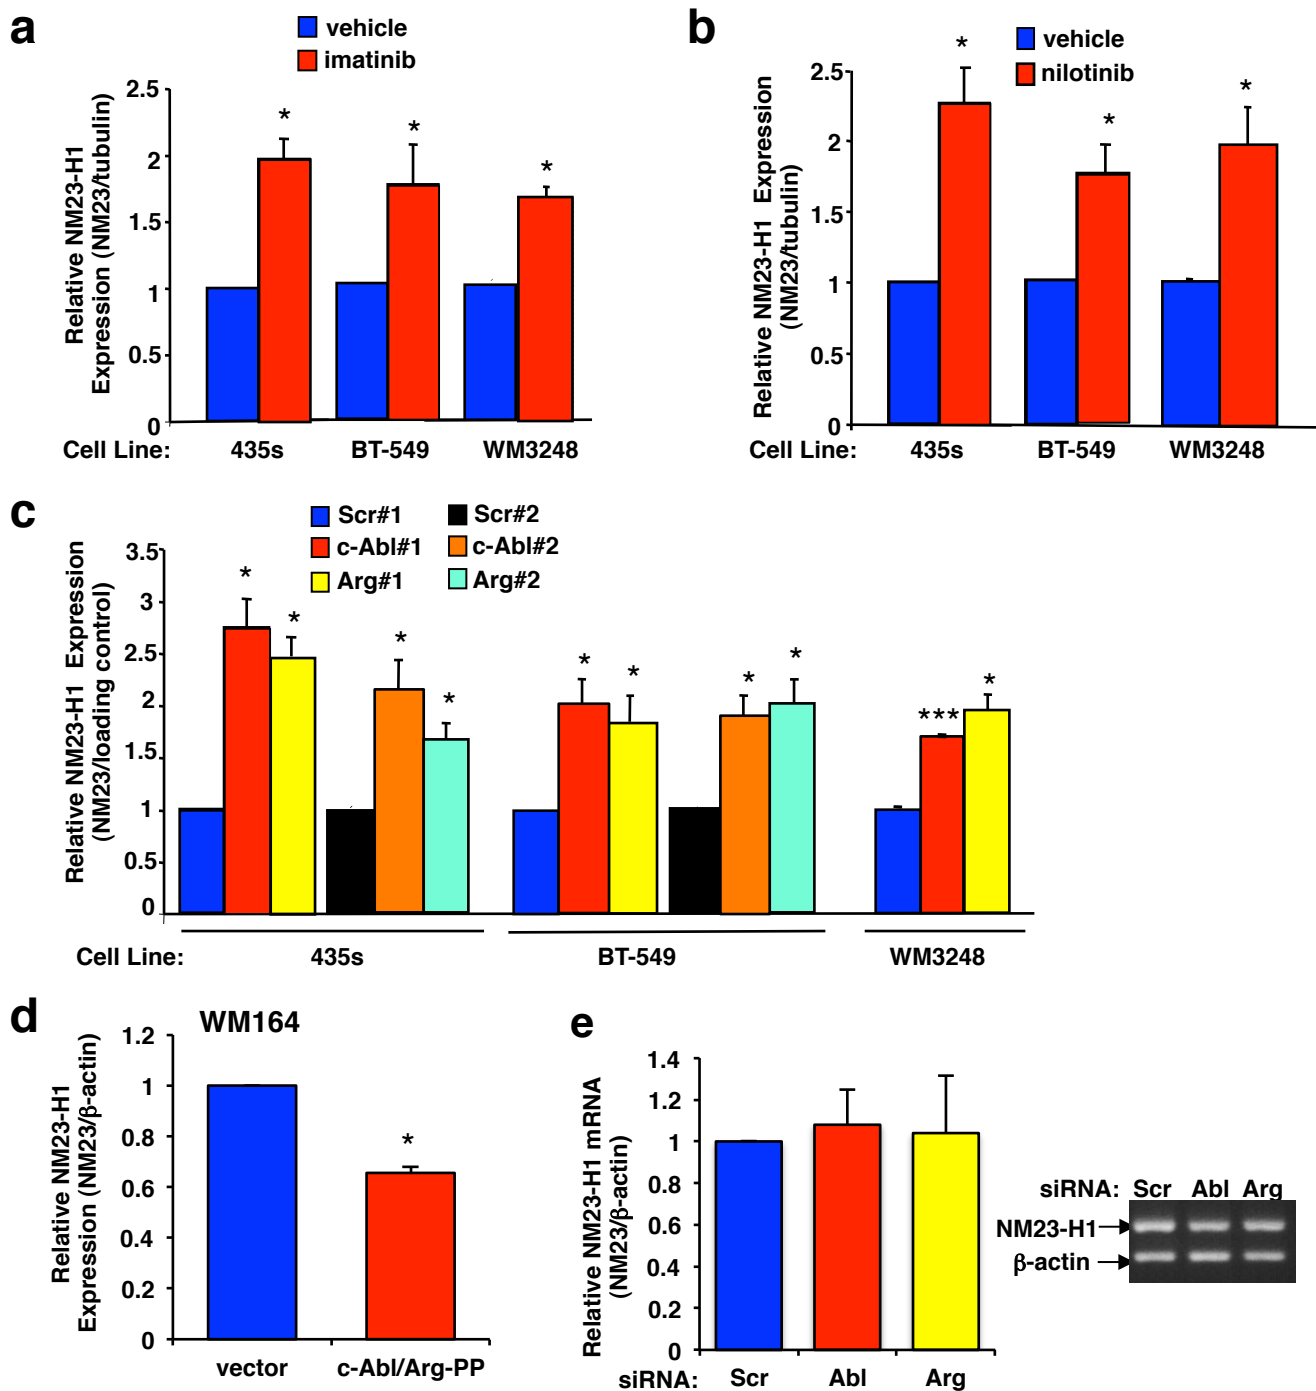 a
vehicle
imatinib
Relative NM23-H1
Expression (NM23/tubulin)
2.5
2
1.5
1
0.5
0
* * *
Cell Line: 435s BT-549 WM3248
b
vehicle
nilotinib
Relative NM23-H1 Expression
(NM23/tubulin)
2.5
2
1.5
1
0.5
0
* * *
Cell Line: 435s BT-549 WM3248
c
Scr#1 Scr#2
c-Abl#1 c-Abl#2
Arg#1 Arg#2
Relative NM23-H1 Expression
(NM23/loading control)
3.5
3
2.5
2
1.5
1
0.5
0
* * * * * * * * *** *
Cell Line: 435s BT-549 WM3248
d
WM164
Relative NM23-H1
Expression (NM23/β-actin)
1.2
1
0.8
0.6
0.4
0.2
0
*
vector c-Abl/Arg-PP
e
Relative NM23-H1 mRNA
(NM23/β-actin)
1.4
1.2
1
0.8
0.6
0.4
0.2
0
siRNA: Scr Abl Arg
siRNA: Scr Abl Arg
NM23-H1
β-actin